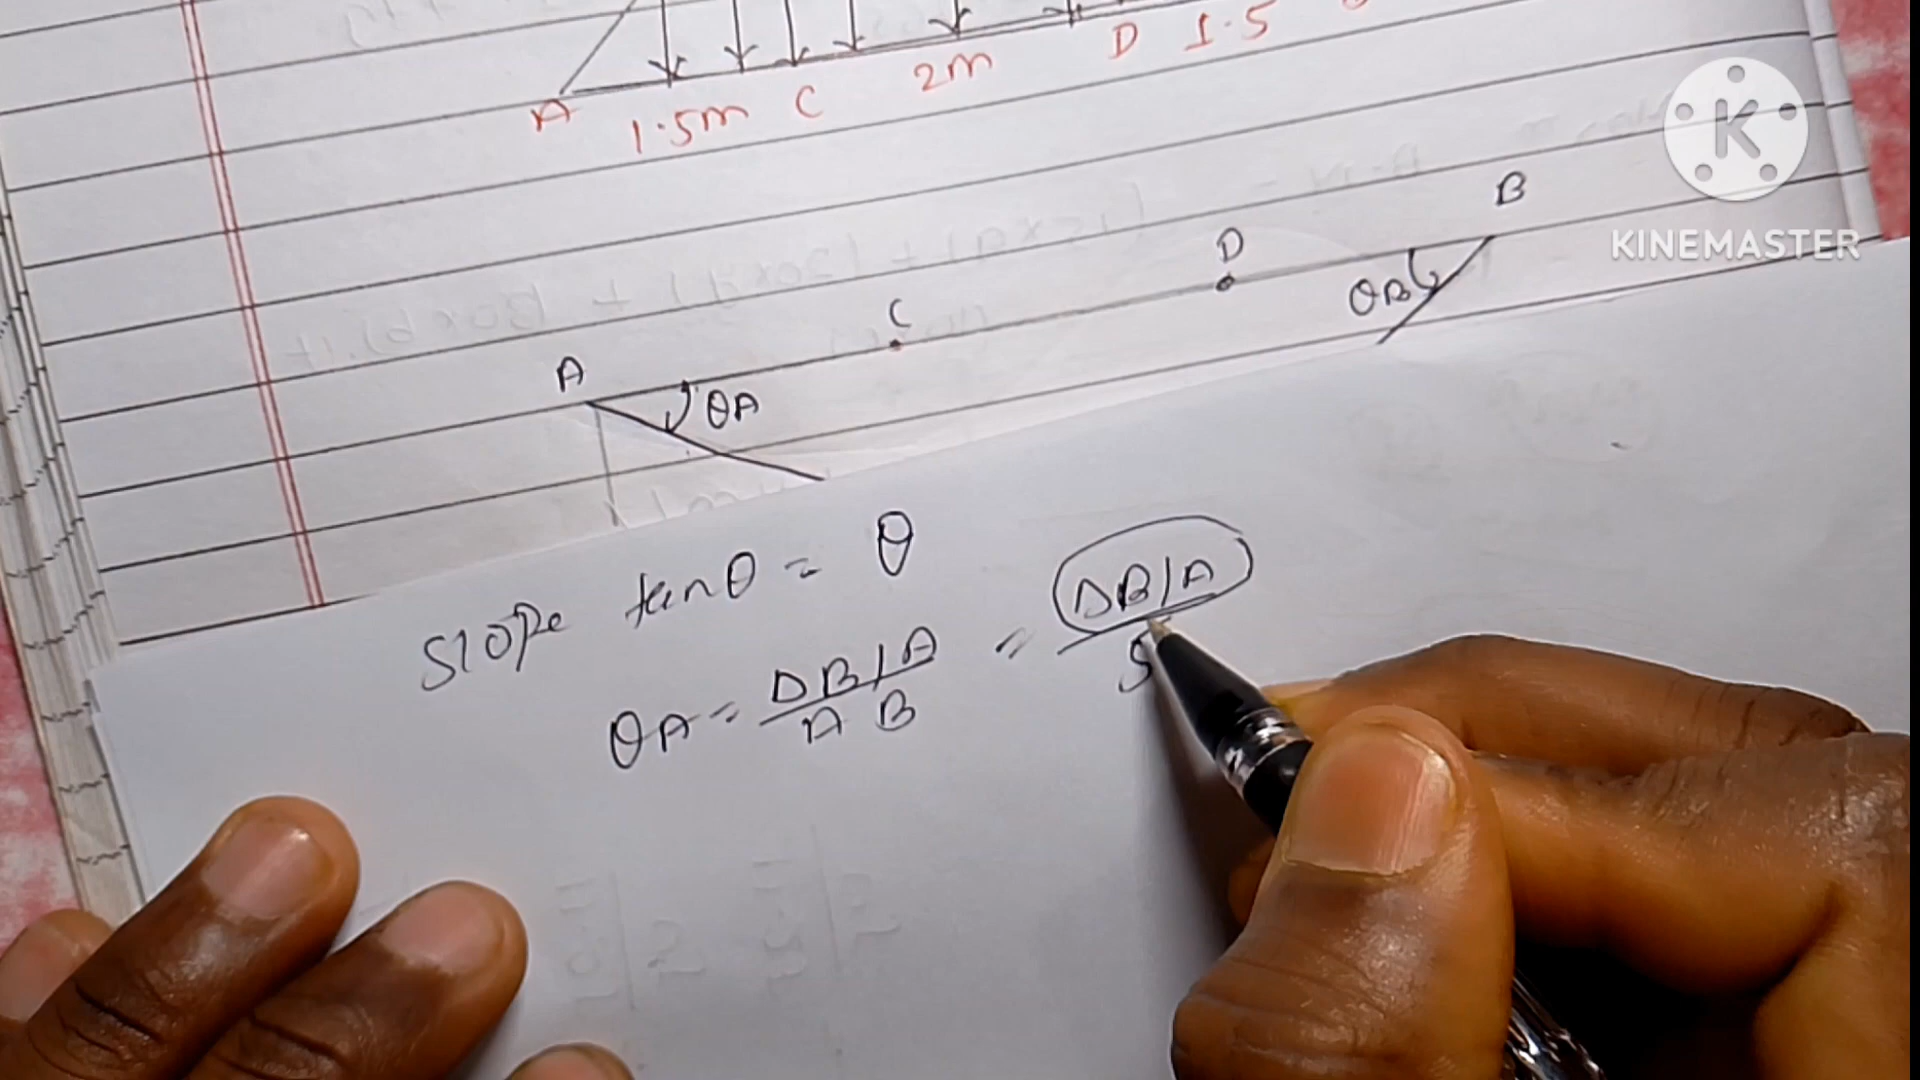 A 1.5m C 2m D 1.5
K
KINEMASTER
A C D B
θA θB
slope tanθ = θ
θA = ΔB/A / AB = ΔB/A / 5